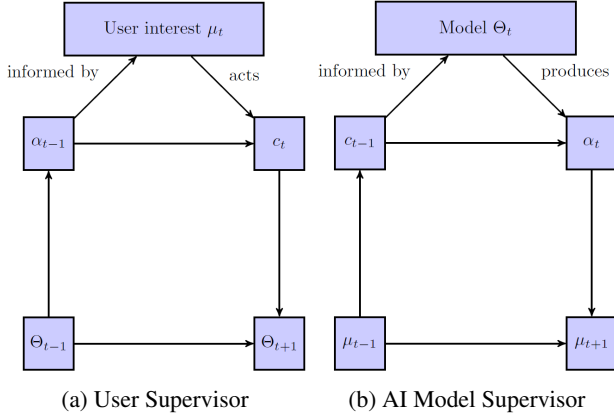 User interest μ_t
Model Θ_t
informed by
acts
informed by
produces
α_{t−1}
c_t
c_{t−1}
α_t
Θ_{t−1}
Θ_{t+1}
μ_{t−1}
μ_{t+1}
(a) User Supervisor
(b) AI Model Supervisor